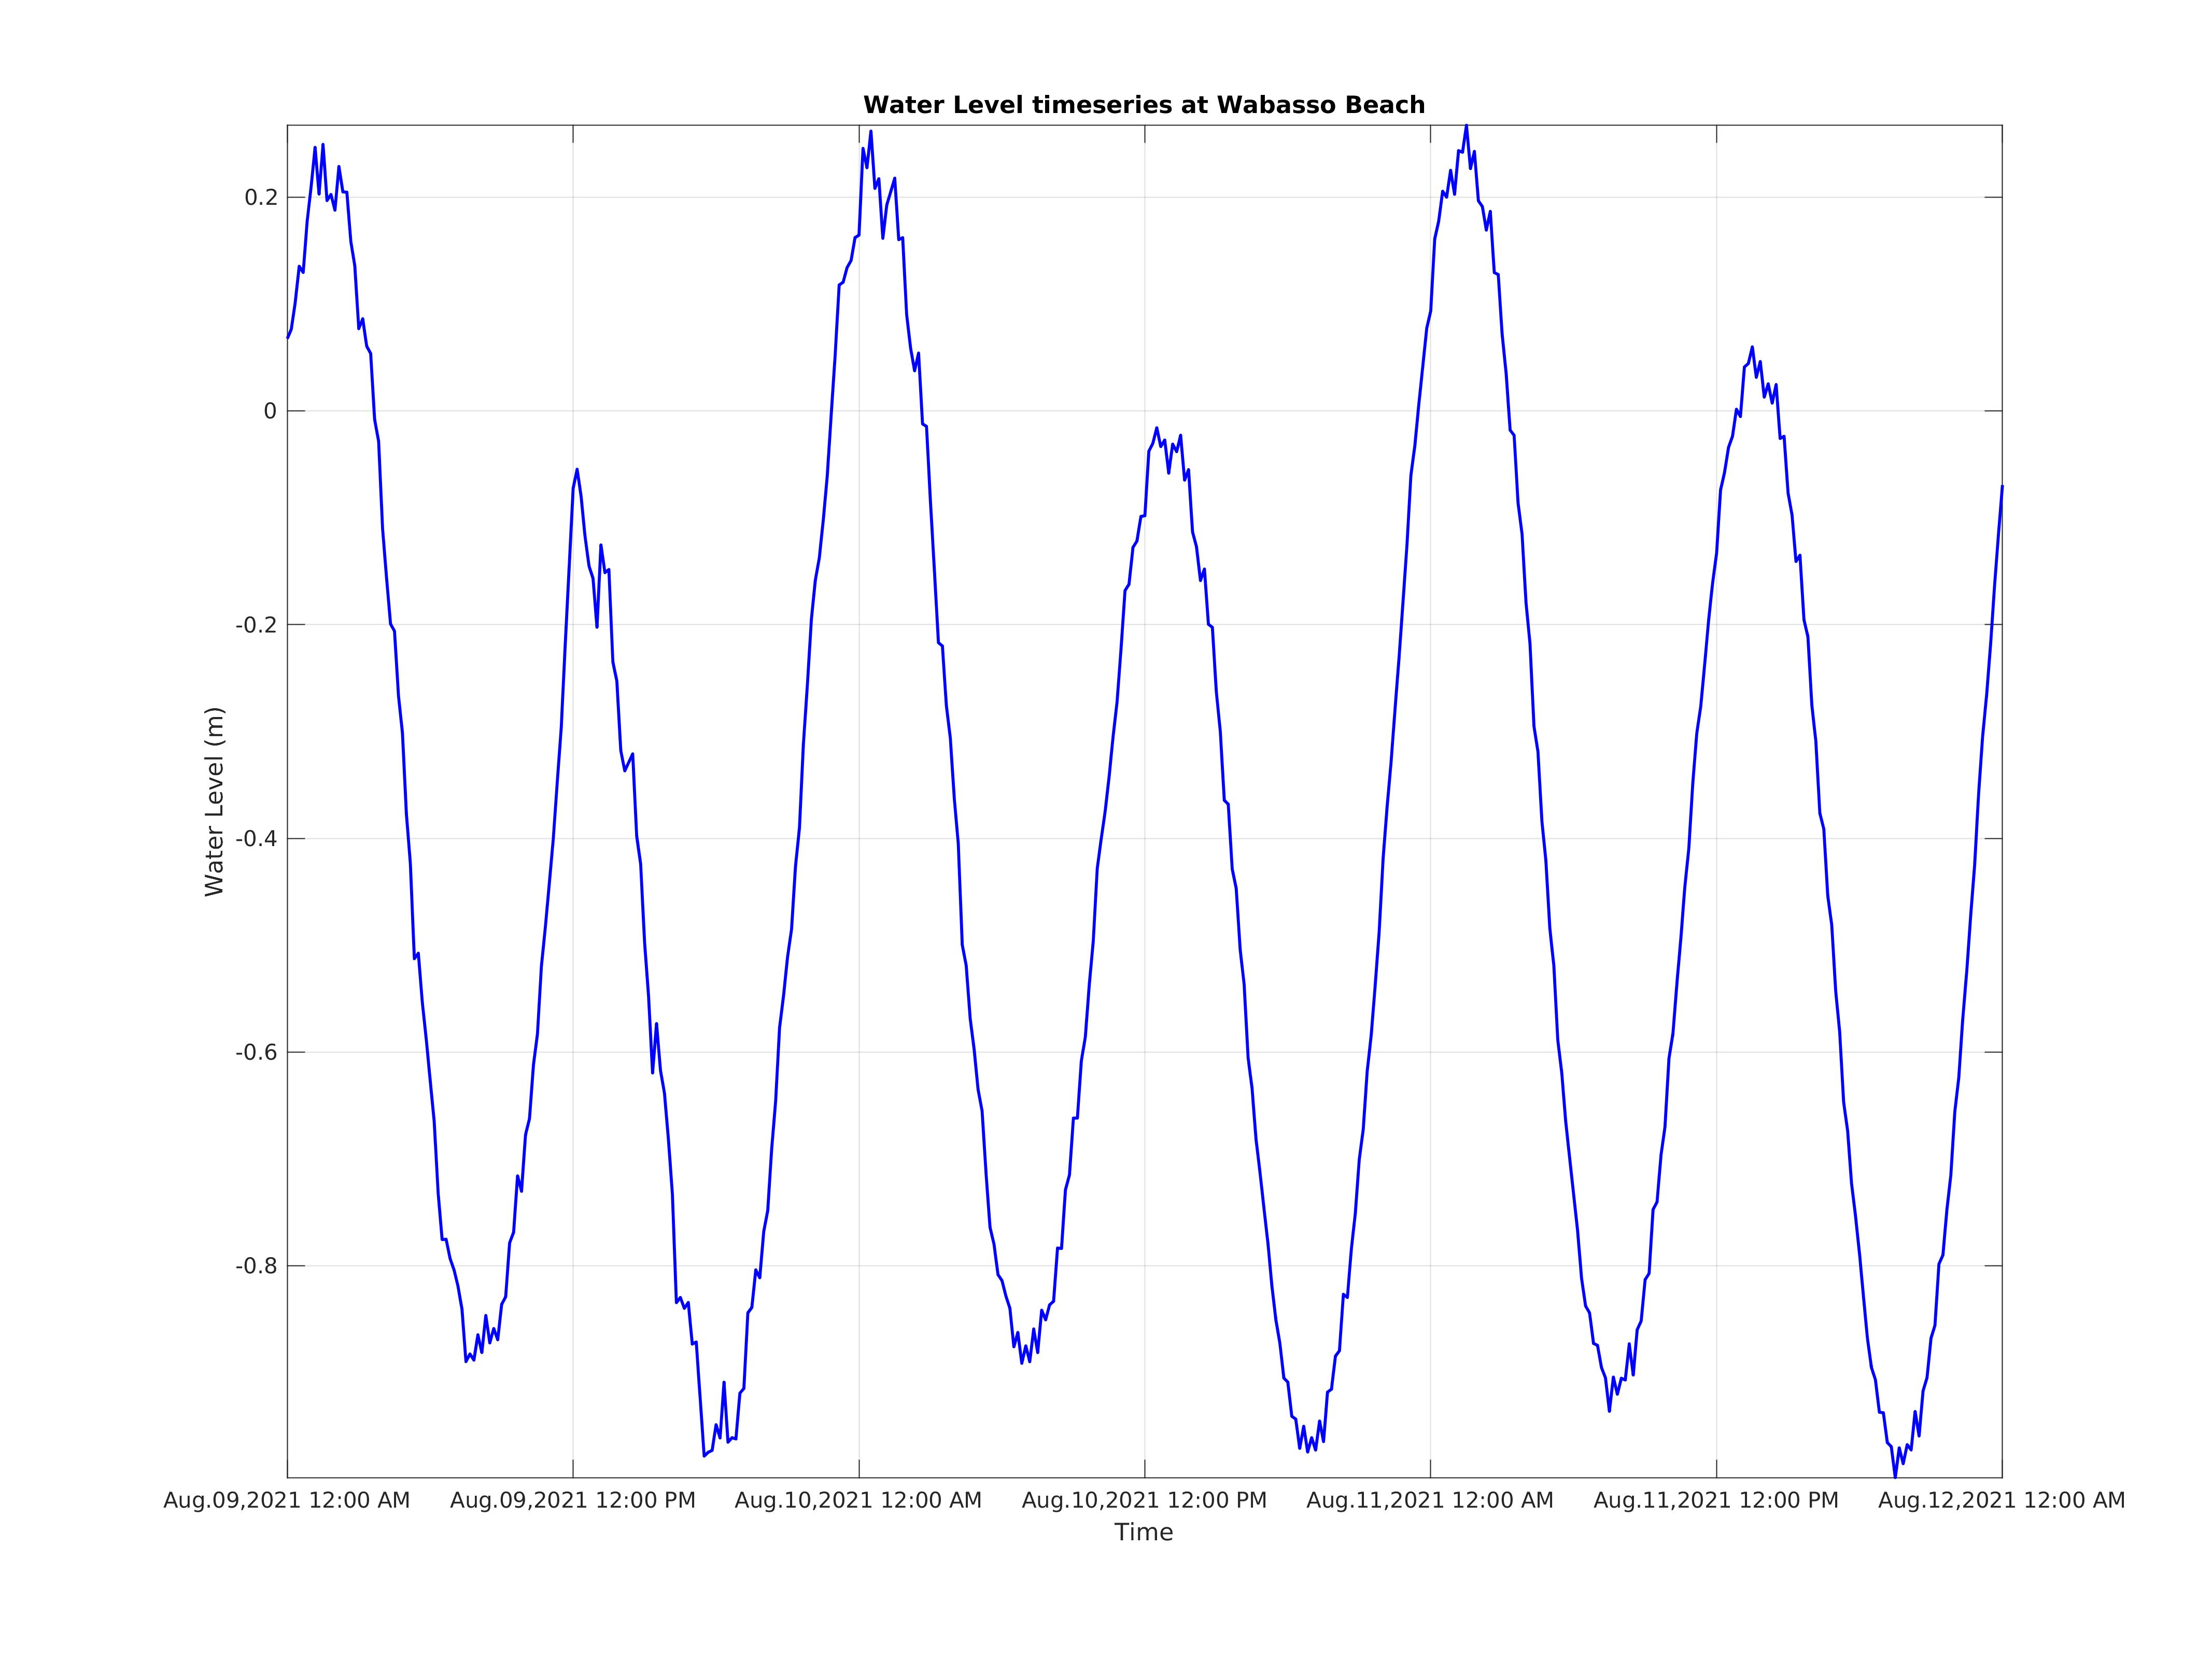 Water Level timeseries at Wabasso Beach
0.2
0
-0.2
-0.4
-0.6
-0.8
Water Level (m)
Aug.09,2021 12:00 AM Aug.09,2021 12:00 PM Aug.10,2021 12:00 AM Aug.10,2021 12:00 PM Aug.11,2021 12:00 AM Aug.11,2021 12:00 PM Aug.12,2021 12:00 AM
Time